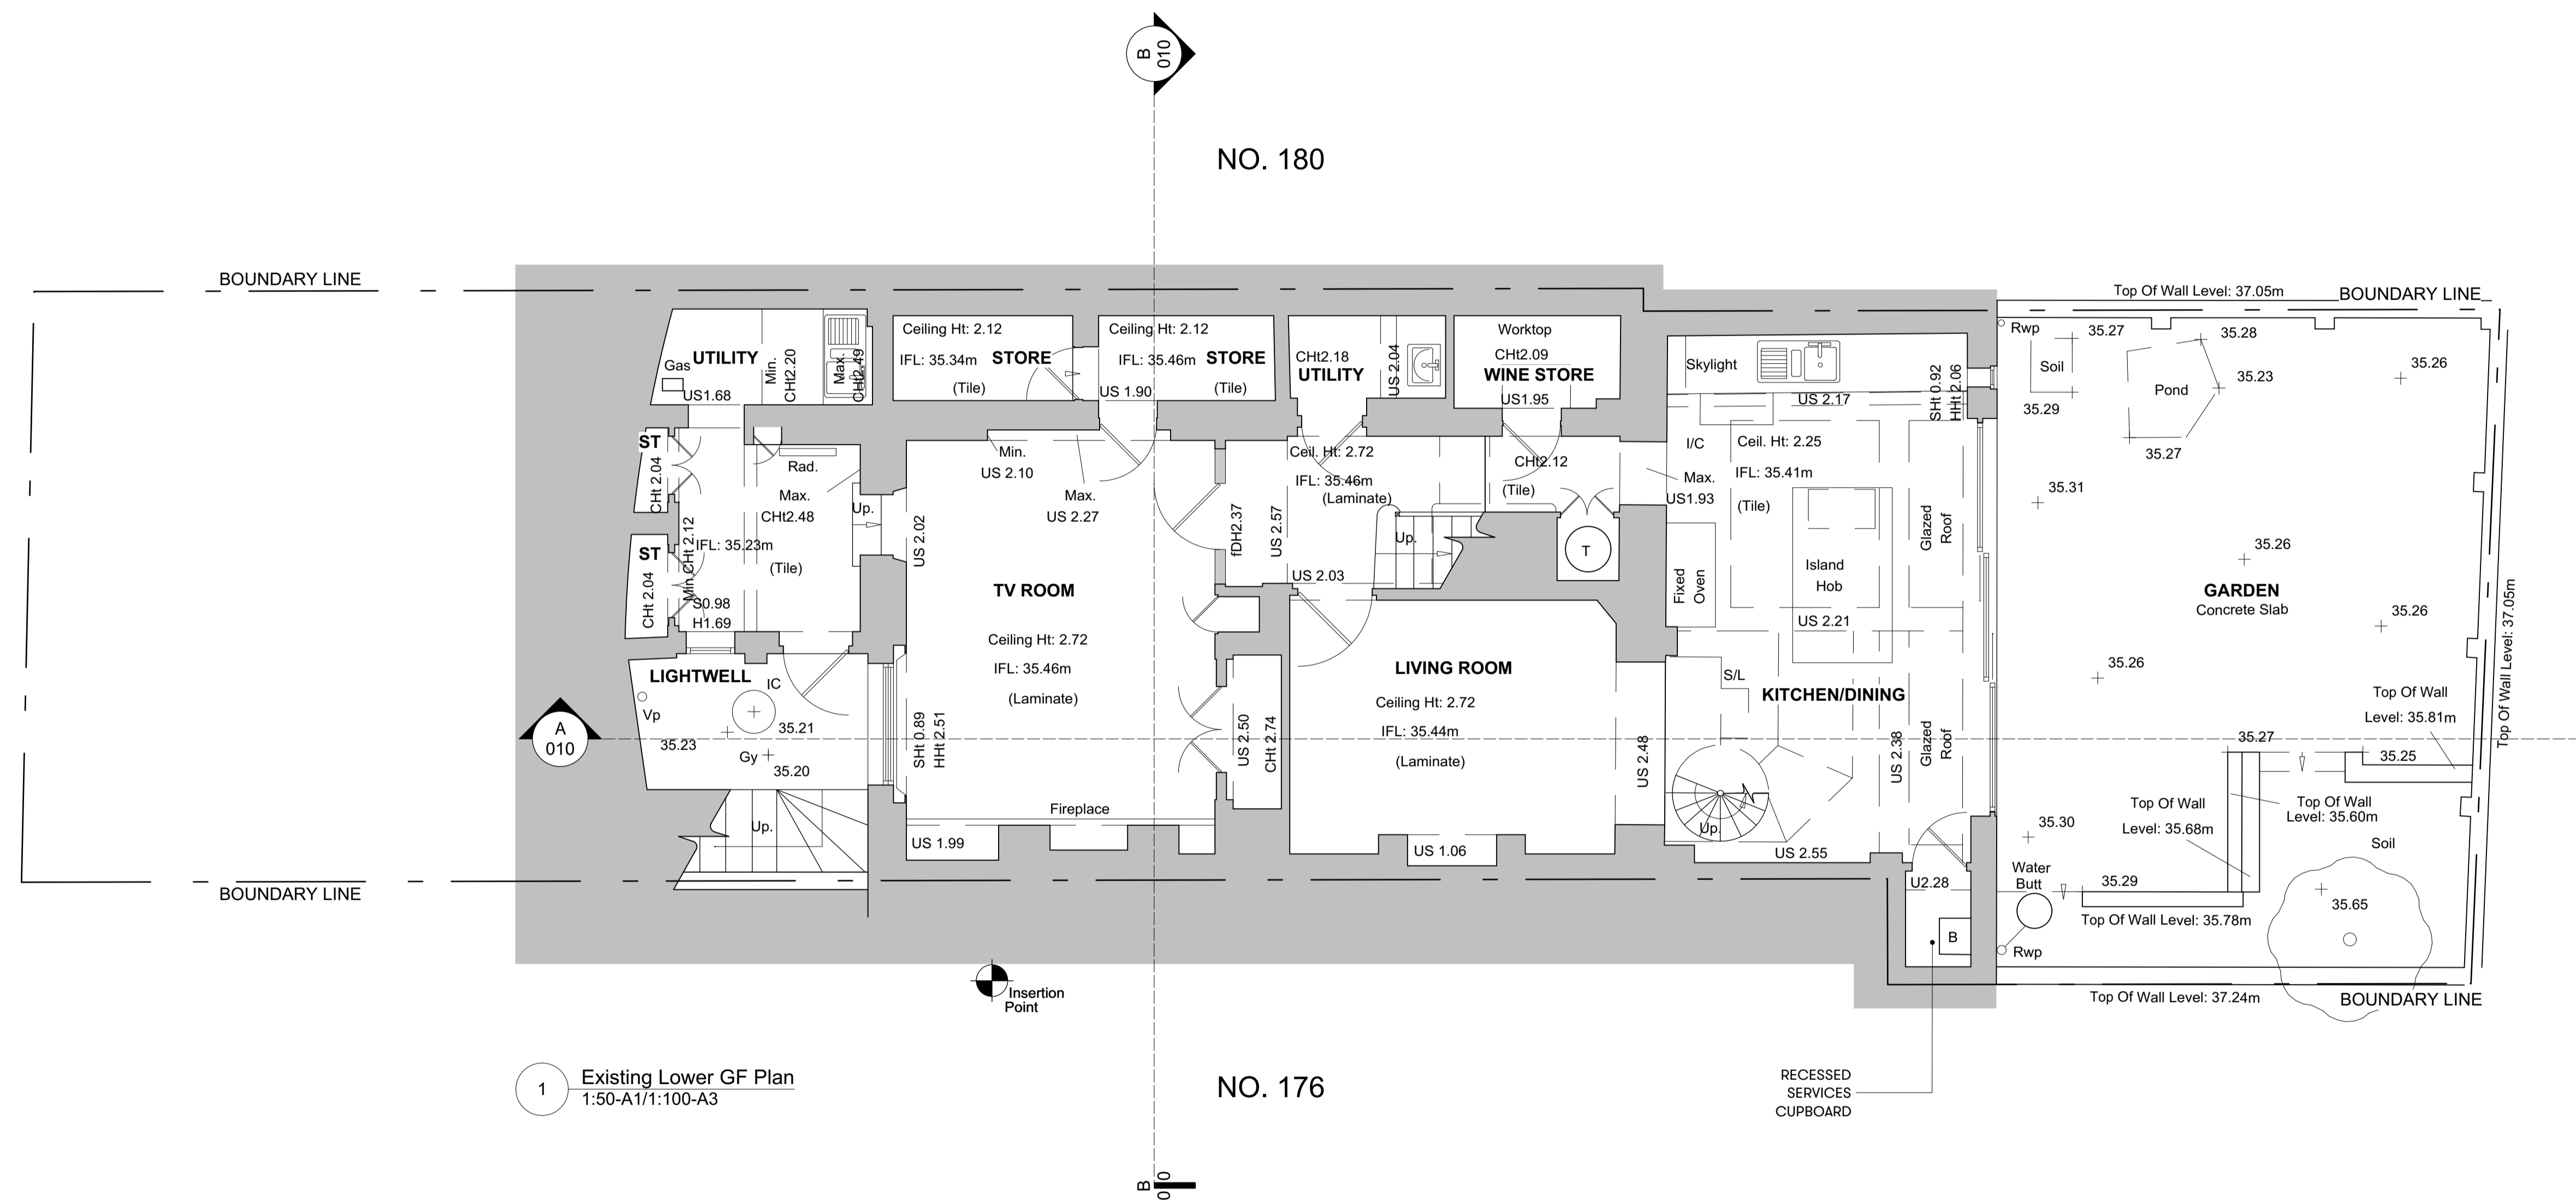 B
010
NO. 180
BOUNDARY LINE
Top Of Wall Level: 37.05m
BOUNDARY LINE
Gas
UTILITY
US1.68
Min.
CHt2.20
Max.
CHt2.49
Ceiling Ht: 2.12
IFL: 35.34m
STORE
(Tile)
Ceiling Ht: 2.12
IFL: 35.46m
STORE
US 1.90
(Tile)
CHt2.18
UTILITY
US 2.04
Worktop
CHt2.09
WINE STORE
US1.95
Skylight
US 2.17
SHt 0.92
HHt 2.06
Rwp
Soil
35.27
35.29
35.28
35.23
Pond
35.27
35.26
ST
CHt 2.04
ST
CHt 2.04
Rad.
Max.
CHt2.48
Min CHt 2.12
IFL: 35.23m
(Tile)
S0.98
H1.69
Up.
US 2.02
Min.
US 2.10
Max.
US 2.27
TV ROOM
Ceiling Ht: 2.72
IFL: 35.46m
(Laminate)
Fireplace
US 1.99
fDH2.37
US 2.57
Ceil. Ht: 2.72
IFL: 35.46m
(Laminate)
Up.
US 2.03
CHt2.12
(Tile)
T
I/C
Max.
US1.93
Ceil. Ht: 2.25
IFL: 35.41m
(Tile)
Fixed
Oven
Island
Hob
US 2.21
Glazed
Roof
35.31
35.26
GARDEN
Concrete Slab
35.26
35.26
Top Of Wall Level: 37.05m
LIGHTWELL
IC
Vp
35.23
35.21
Gy
35.20
Up.
A
010
SHt 0.89
HHt 2.51
US 2.50
CHt 2.74
LIVING ROOM
Ceiling Ht: 2.72
IFL: 35.44m
(Laminate)
US 1.06
US 2.48
S/L
KITCHEN/DINING
Up.
US 2.38
Glazed
Roof
US 2.55
U2.28
B
Top Of Wall
Level: 35.81m
35.27
35.25
Top Of Wall
Level: 35.68m
Top Of Wall
Level: 35.60m
Soil
35.30
Water
Butt
35.29
Top Of Wall Level: 35.78m
35.65
Rwp
BOUNDARY LINE
Top Of Wall Level: 37.24m
BOUNDARY LINE
Insertion
Point
1
Existing Lower GF Plan
1:50-A1/1:100-A3
NO. 176
RECESSED
SERVICES
CUPBOARD
B
010